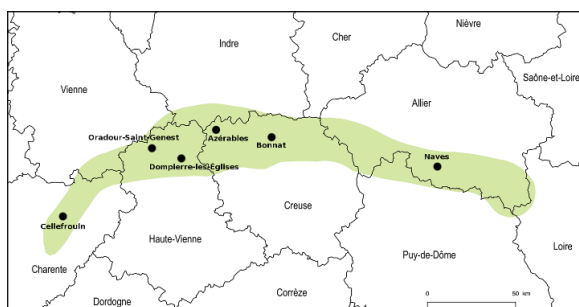 Nièvre
Cher
Indre
Saône-et-Loire
Vienne
Allier
Azérables
Oradour-Saint-Genest
Bonnat
Dompierre-les-Églises
Naves
Creuse
Cellefrouin
Haute-Vienne
Loire
Puy-de-Dôme
Charente
Corrèze
Dordogne
0
50 km